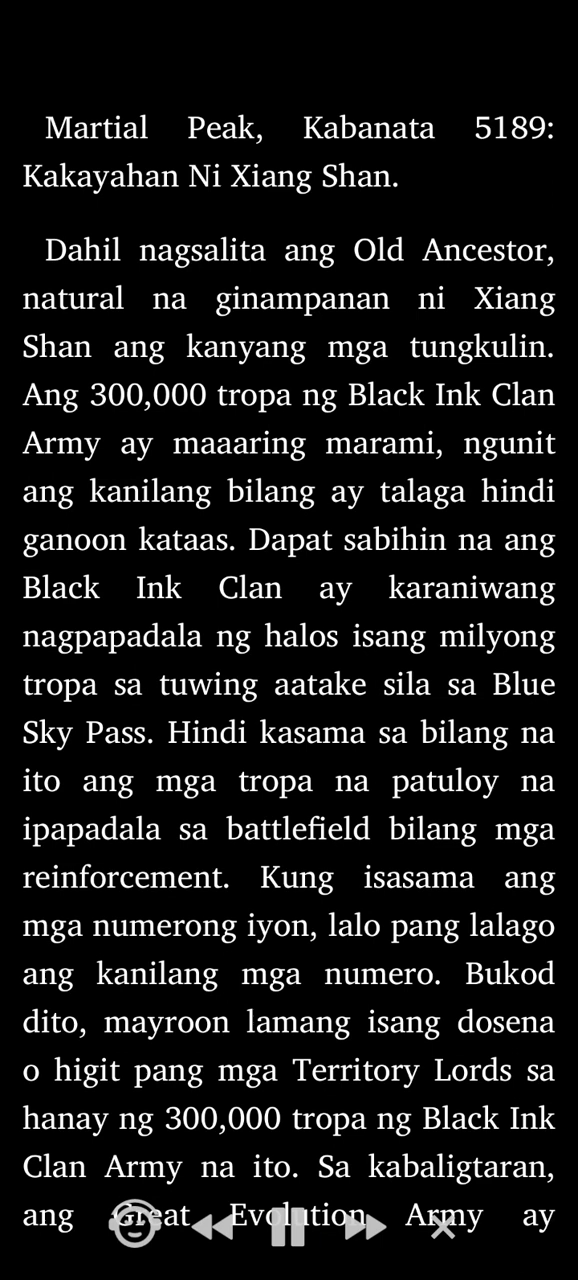 Martial Peak, Kabanata 5189:
Kakayahan Ni Xiang Shan.
Dahil nagsalita ang Old Ancestor,
natural na ginampanan ni Xiang
Shan ang kanyang mga tungkulin.
Ang 300,000 tropa ng Black Ink Clan
Army ay maaaring marami, ngunit
ang kanilang bilang ay talaga hindi
ganoon kataas. Dapat sabihin na ang
Black Ink Clan ay karaniwang
nagpapadala ng halos isang milyong
tropa sa tuwing aatake sila sa Blue
Sky Pass. Hindi kasama sa bilang na
ito ang mga tropa na patuloy na
ipapadala sa battlefield bilang mga
reinforcement. Kung isasama ang
mga numerong iyon, lalo pang lalago
ang kanilang mga numero. Bukod
dito, mayroon lamang isang dosena
o higit pang mga Territory Lords sa
hanay ng 300,000 tropa ng Black Ink
Clan Army na ito. Sa kabaligtaran,
ang Great Evolution Army ay